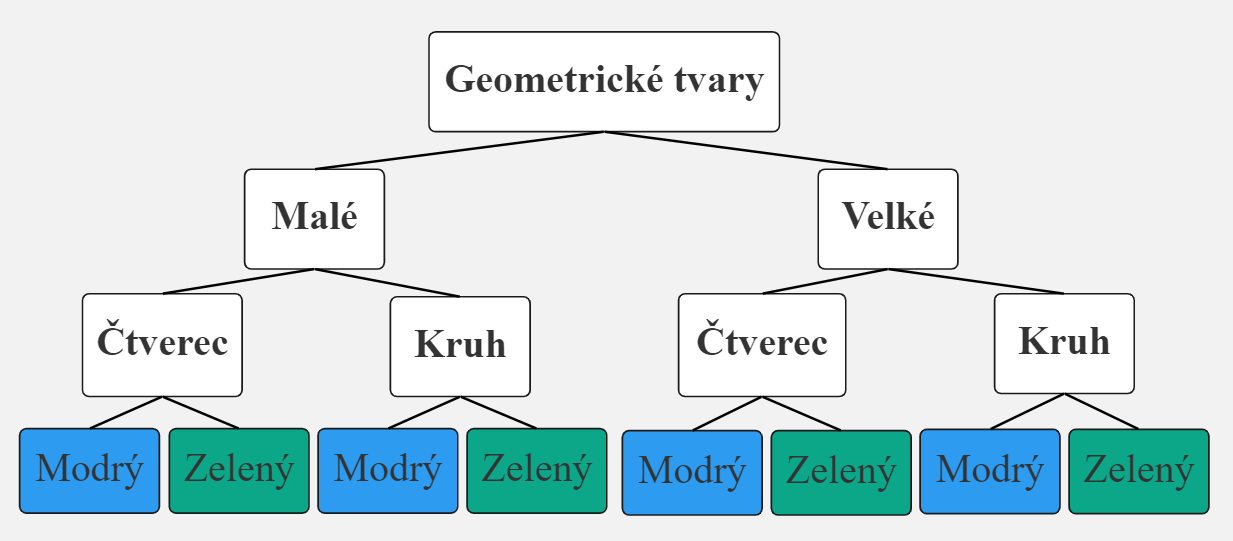 Geometrické tvary
Malé
Velké
Čtverec
Kruh
Čtverec
Kruh
Modrý
Zelený
Modrý
Zelený
Modrý
Zelený
Modrý
Zelený